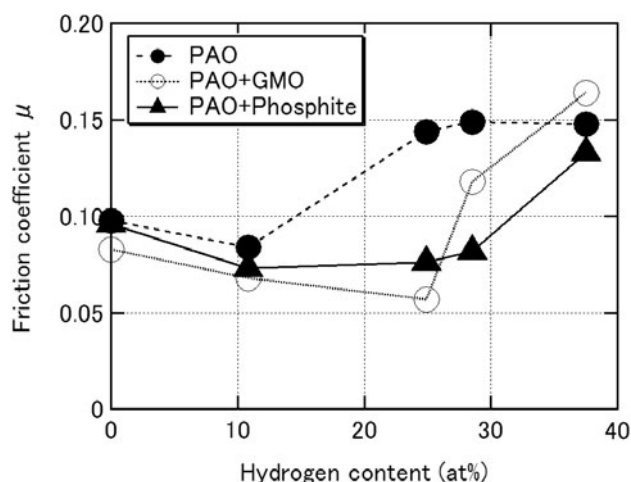 0.20
0.15
0.10
0.05
0
Friction coefficient μ
PAO
PAO+GMO
PAO+Phosphite
0 10 20 30 40
Hydrogen content (at%)